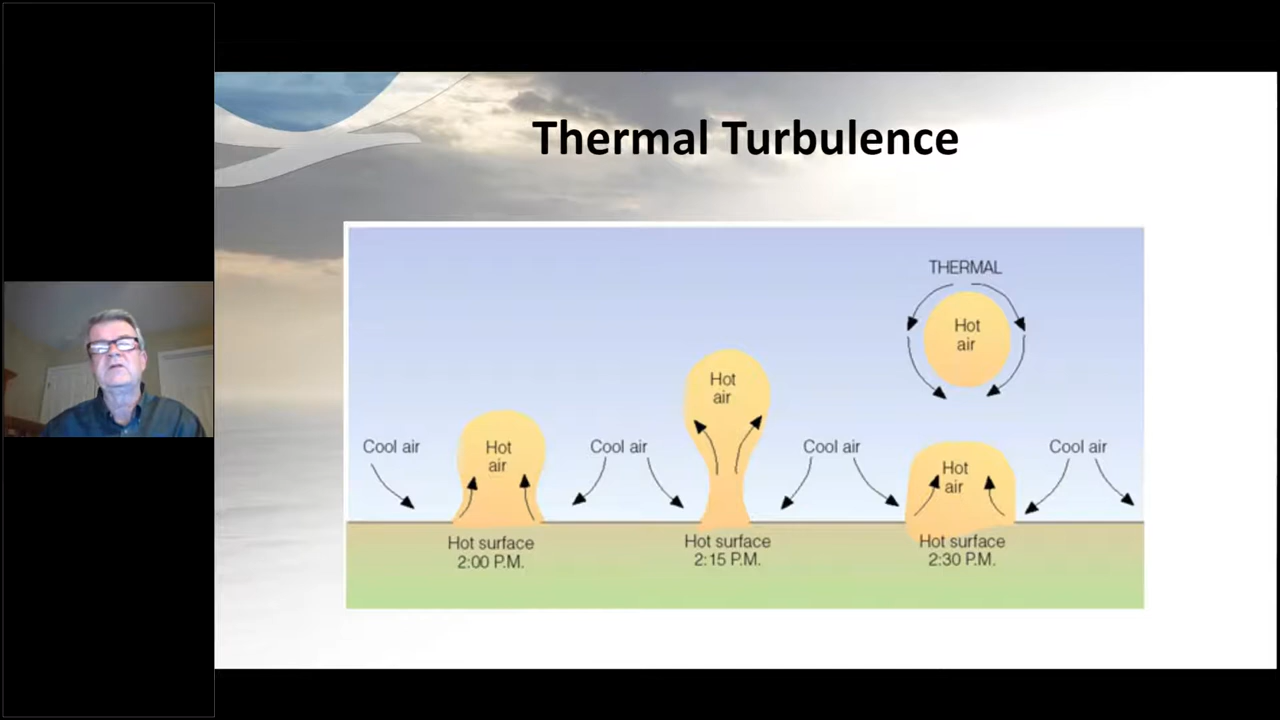 Thermal Turbulence
THERMAL
Hot
air
Hot
air
Cool air
Hot
air
Cool air
Cool air
Hot
air
Cool air
Hot surface
2:00 P.M.
Hot surface
2:15 P.M.
Hot surface
2:30 P.M.